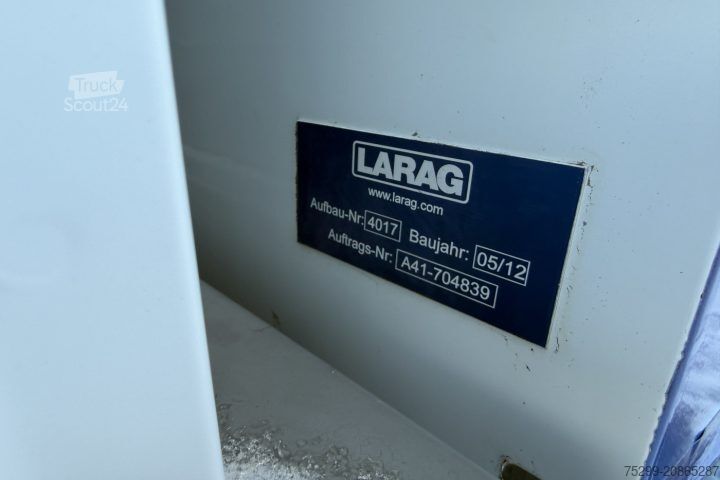 Truck
Scout24
LARAG
www.larag.com
Aufbau-Nr: 4017 Baujahr: 05/12
Auftrags-Nr: A41-704839
75299-20865287